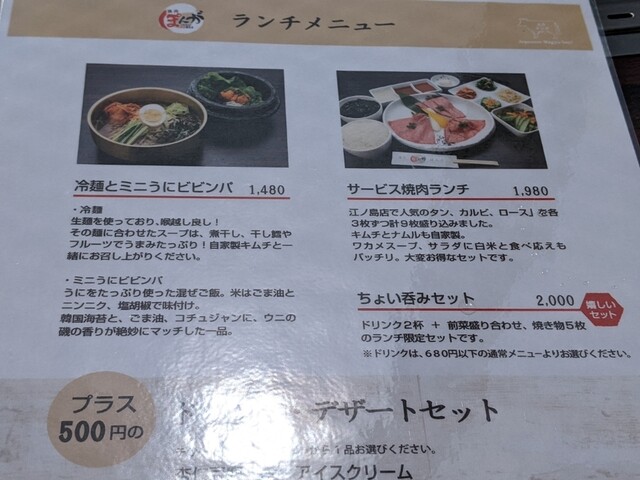 ぽにが
ランチメニュー
冷麺とミニうにビビンバ 1,480
・冷麺
生麺を使っており、喉越し良し!
その麺に合わせたスープは、煮干し、干し鱈や
フルーツでうまみたっぷり!自家製キムチと一
緒にお召し上がりください。
・ミニうにビビンバ
うにをたっぷり使った混ぜご飯。米はごま油と
ニンニク、塩胡椒で味付け。
韓国海苔と、ごま油、コチュジャンに、ウニの
磯の香りが絶妙にマッチした一品。
サービス焼肉ランチ 1,980
江ノ島店で人気のタン、カルビ、ロース」を各
3枚ずつ計9枚盛り込みました。
キムチとナムルも自家製。
ワカメスープ、サラダに白米と食べ応えも
バッチリ。大変お得なセットです。
ちょい呑みセット 2,000
嬉しい
セット
ドリンク2杯 + 前菜盛り合わせ、焼き物5枚
のランチ限定セットです。
※ドリンクは、680円以下の通常メニューよりお選びください。
プラス
500円の
デザートセット
1品お選びください。
アイスクリーム